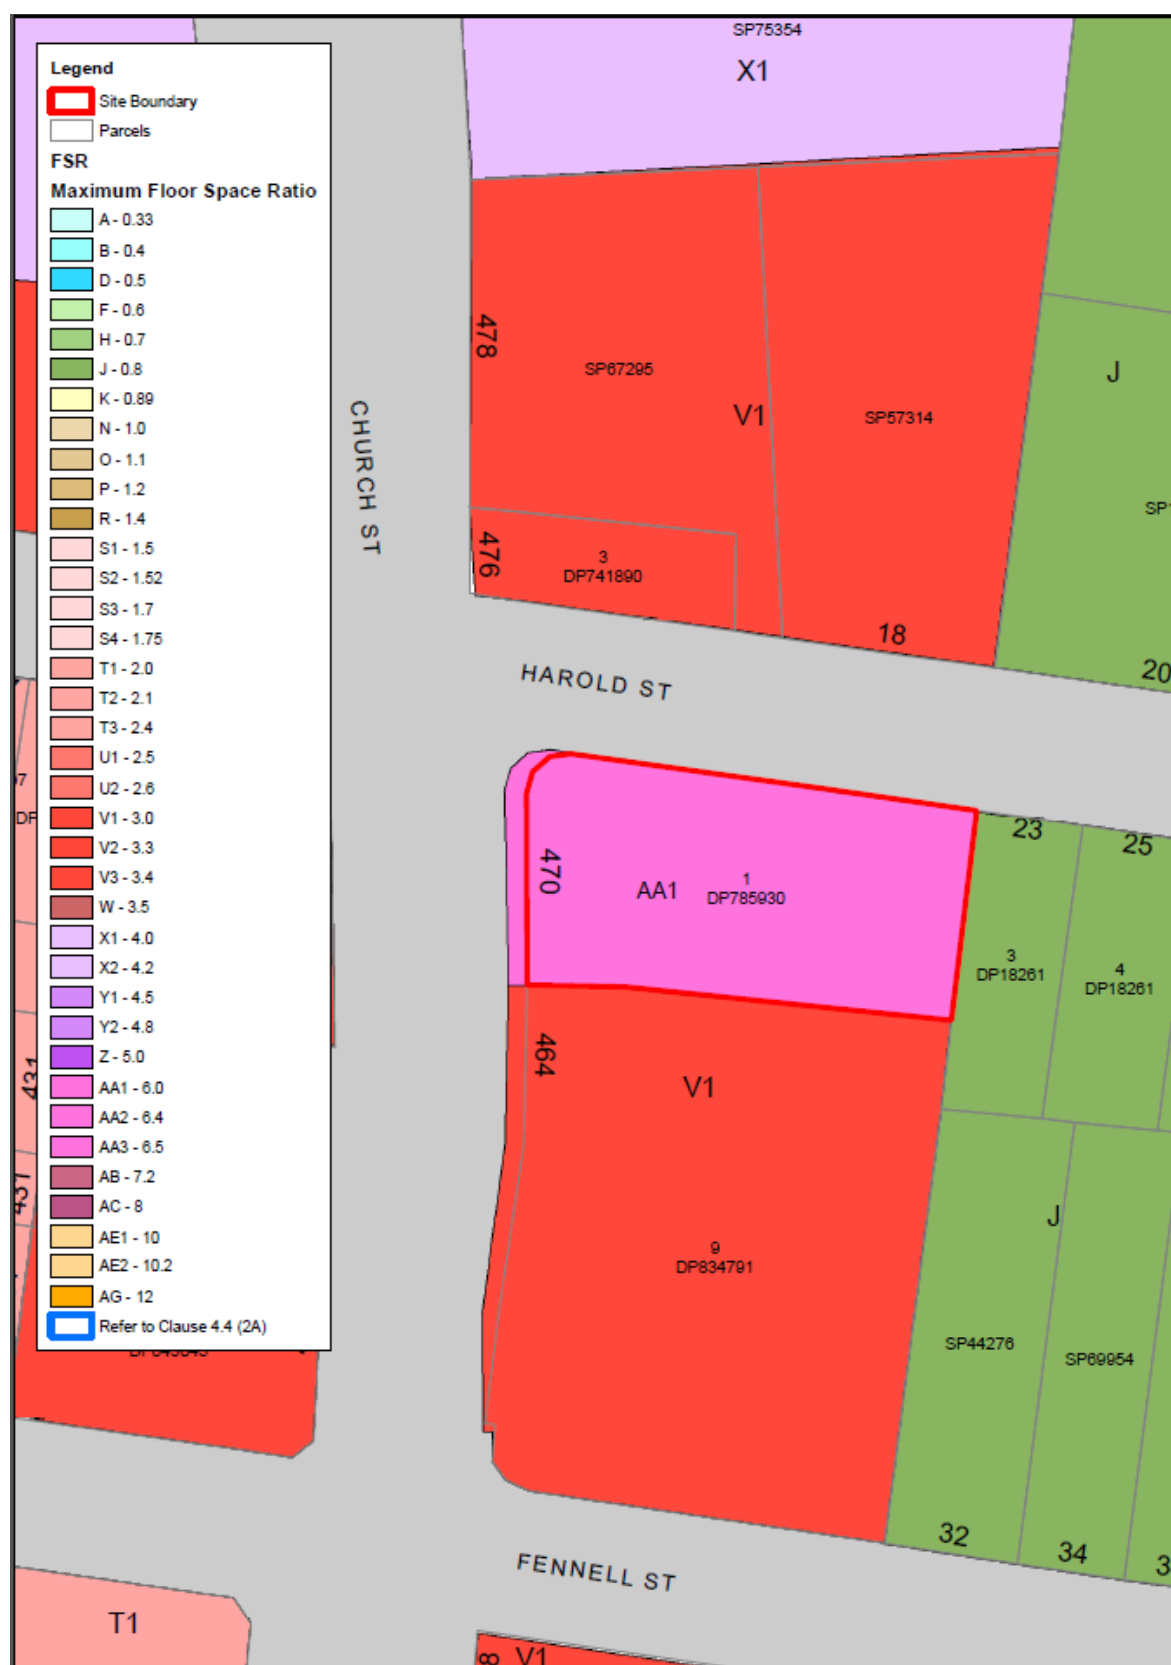 Legend
Site Boundary
Parcels
FSR
Maximum Floor Space Ratio
A - 0.33
B - 0.4
D - 0.5
F - 0.6
H - 0.7
J - 0.8
K - 0.89
N - 1.0
O - 1.1
P - 1.2
R - 1.4
S1 - 1.5
S2 - 1.52
S3 - 1.7
S4 - 1.75
T1 - 2.0
T2 - 2.1
T3 - 2.4
U1 - 2.5
U2 - 2.6
V1 - 3.0
V2 - 3.3
V3 - 3.4
W - 3.5
X1 - 4.0
X2 - 4.2
Y1 - 4.5
Y2 - 4.8
Z - 5.0
AA1 - 6.0
AA2 - 6.4
AA3 - 6.5
AB - 7.2
AC - 8
AE1 - 10
AE2 - 10.2
AG - 12
Refer to Clause 4.4 (2A)
SP75354
X1
478
SP67295
V1
SP57314
J
CHURCH ST
476
3
DP741890
18
20
HAROLD ST
470
AA1
1
DP785930
23
25
3
DP18261
4
DP18261
464
V1
431
431
J
9
DP834791
SP44276
SP69954
32
34
FENNELL ST
T1
V1